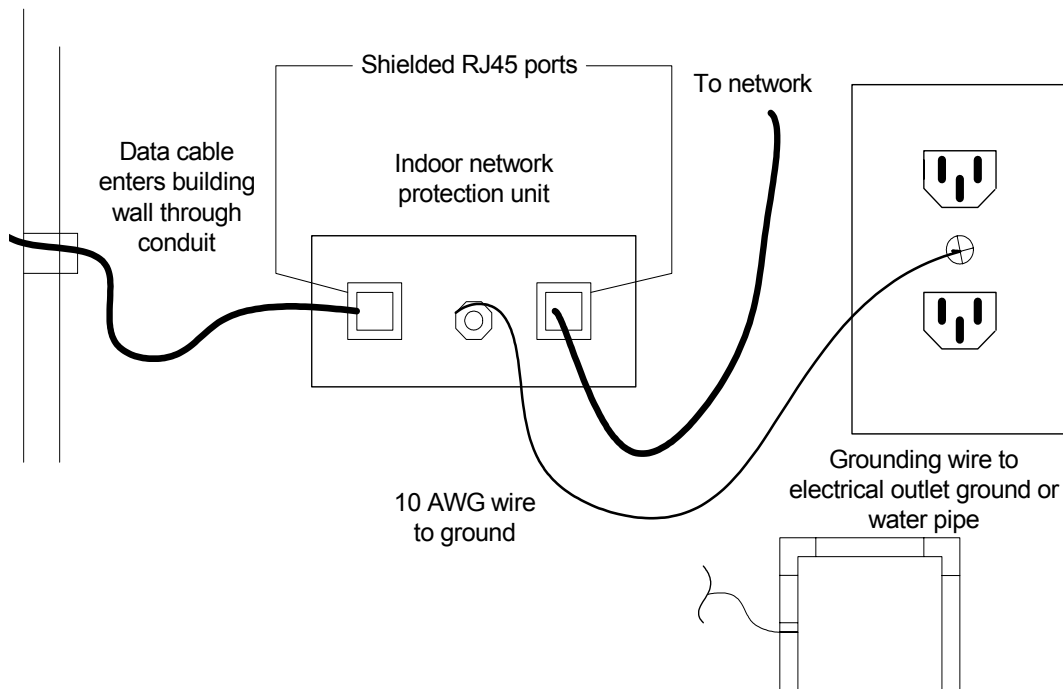 Shielded RJ45 ports
To network
Data cable
enters building
wall through
conduit
Indoor network
protection unit
10 AWG wire
to ground
Grounding wire to
electrical outlet ground or
water pipe